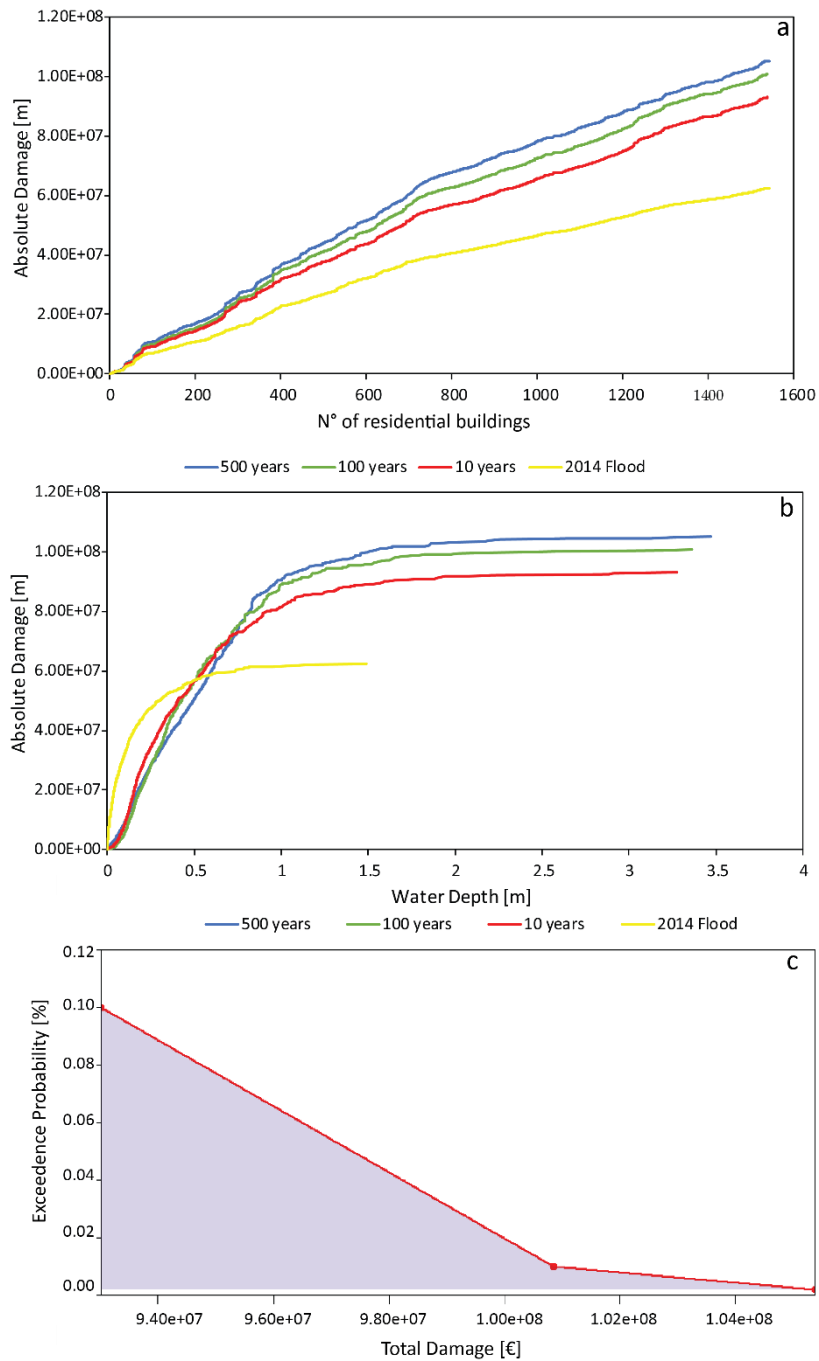 a
1.20E+08
1.00E+08
8.00E+07
6.00E+07
4.00E+07
2.00E+07
0.00E+00
Absolute Damage [m]
0 200 400 600 800 1000 1200 1400 1600
N° of residential buildings
500 years 100 years 10 years 2014 Flood
b
1.20E+08
1.00E+08
8.00E+07
6.00E+07
4.00E+07
2.00E+07
0.00E+00
Absolute Damage [m]
0 0.5 1 1.5 2 2.5 3 3.5 4
Water Depth [m]
500 years 100 years 10 years 2014 Flood
c
0.12
0.10
0.08
0.06
0.04
0.02
0.00
Exceedence Probability [%]
9.40e+07 9.60e+07 9.80e+07 1.00e+08 1.02e+08 1.04e+08
Total Damage [€]